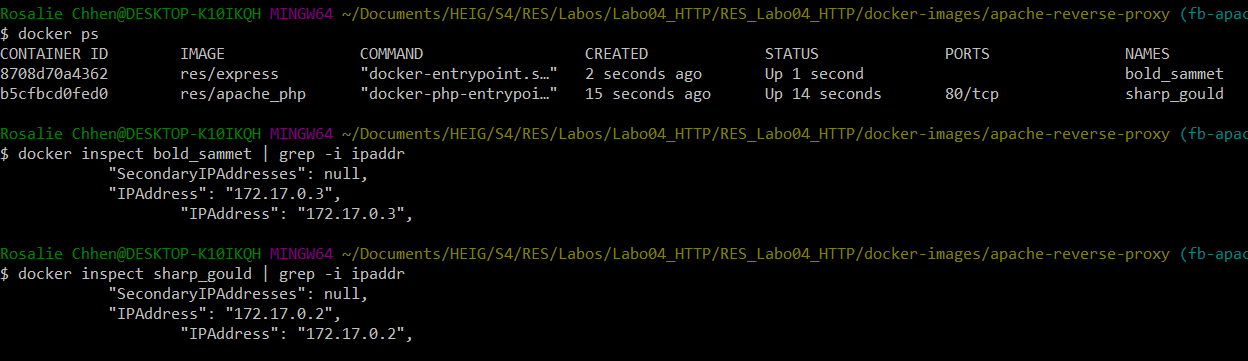 Rosalie Chhen@DESKTOP-K10IKQH MINGW64 ~/Documents/HEIG/S4/RES/Labos/Labo04_HTTP/RES_Labo04_HTTP/docker-images/apache-reverse-proxy (fb-apac
$ docker ps
CONTAINER ID        IMAGE               COMMAND                  CREATED             STATUS              PORTS               NAMES
8708d70a4362        res/express         "docker-entrypoint.s…"   2 seconds ago       Up 1 second                             bold_sammet
b5cfbcd0fed0        res/apache_php      "docker-php-entrypoi…"   15 seconds ago      Up 14 seconds       80/tcp              sharp_gould
Rosalie Chhen@DESKTOP-K10IKQH MINGW64 ~/Documents/HEIG/S4/RES/Labos/Labo04_HTTP/RES_Labo04_HTTP/docker-images/apache-reverse-proxy (fb-apac
$ docker inspect bold_sammet | grep -i ipaddr
            "SecondaryIPAddresses": null,
            "IPAddress": "172.17.0.3",
                    "IPAddress": "172.17.0.3",
Rosalie Chhen@DESKTOP-K10IKQH MINGW64 ~/Documents/HEIG/S4/RES/Labos/Labo04_HTTP/RES_Labo04_HTTP/docker-images/apache-reverse-proxy (fb-apac
$ docker inspect sharp_gould | grep -i ipaddr
            "SecondaryIPAddresses": null,
            "IPAddress": "172.17.0.2",
                    "IPAddress": "172.17.0.2",